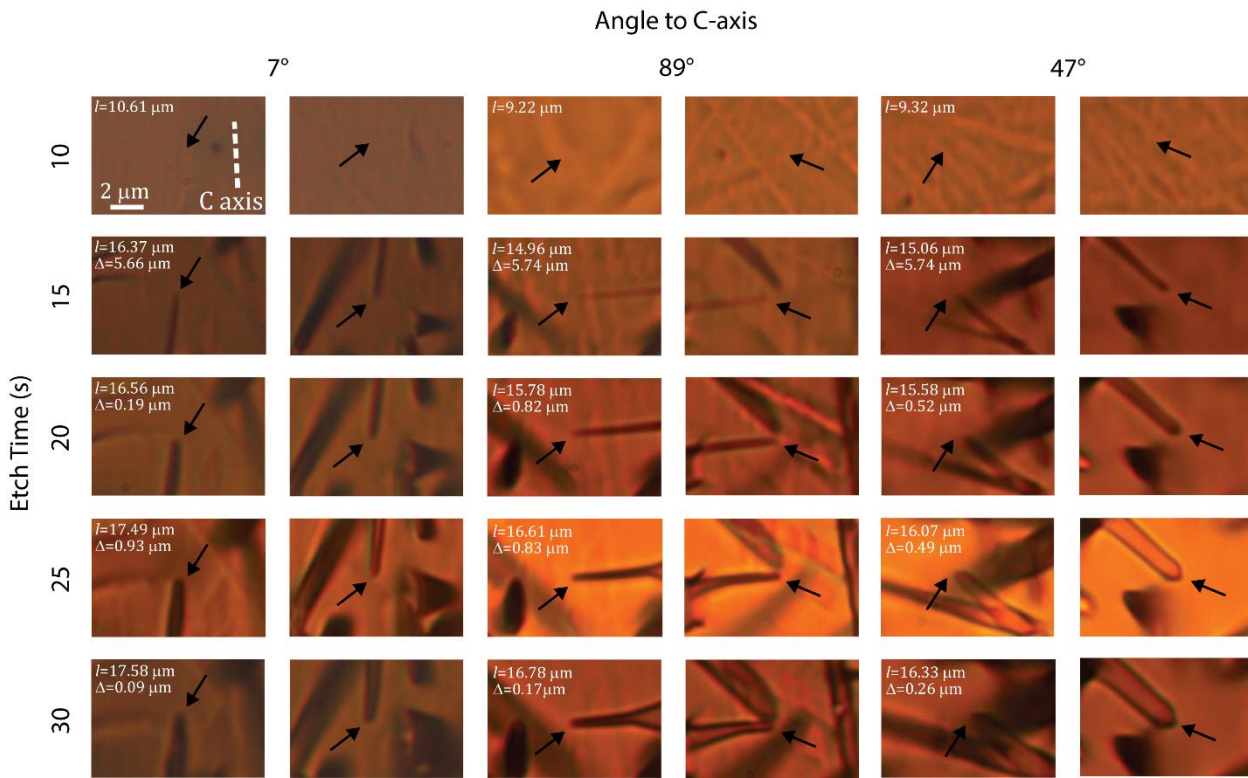 Angle to C-axis
7° 89° 47°
Etch Time (s)
10
l=10.61 μm
2 μm
C axis
l=9.22 μm
l=9.32 μm
15
l=16.37 μm
Δ=5.66 μm
l=14.96 μm
Δ=5.74 μm
l=15.06 μm
Δ=5.74 μm
20
l=16.56 μm
Δ=0.19 μm
l=15.78 μm
Δ=0.82 μm
l=15.58 μm
Δ=0.52 μm
25
l=17.49 μm
Δ=0.93 μm
l=16.61 μm
Δ=0.83 μm
l=16.07 μm
Δ=0.49 μm
30
l=17.58 μm
Δ=0.09 μm
l=16.78 μm
Δ=0.17μm
l=16.33 μm
Δ=0.26 μm